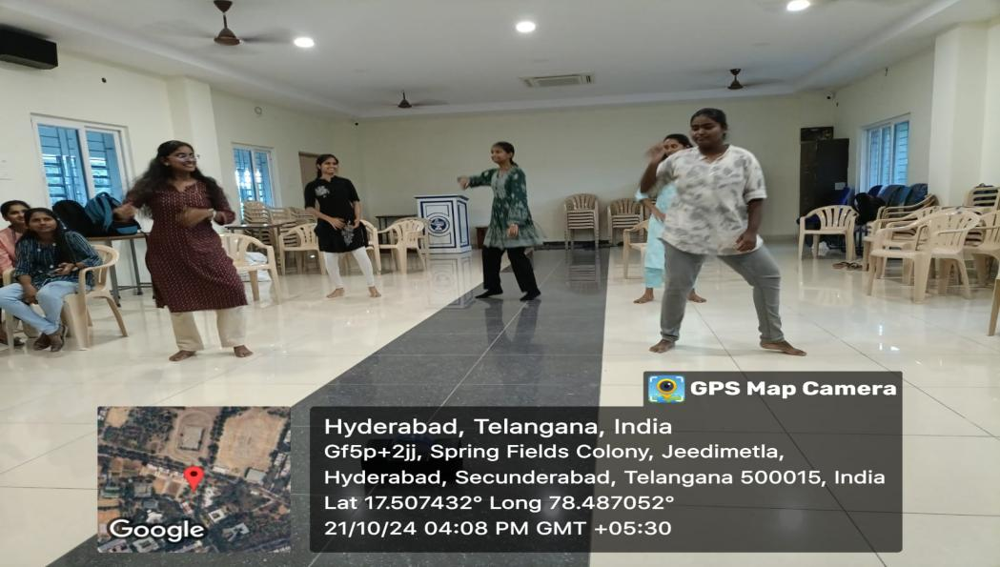 GPS Map Camera
Hyderabad, Telangana, India
Gf5p+2jj, Spring Fields Colony, Jeedimetla,
Hyderabad, Secunderabad, Telangana 500015, India
Lat 17.507432° Long 78.487052°
21/10/24 04:08 PM GMT +05:30
Google